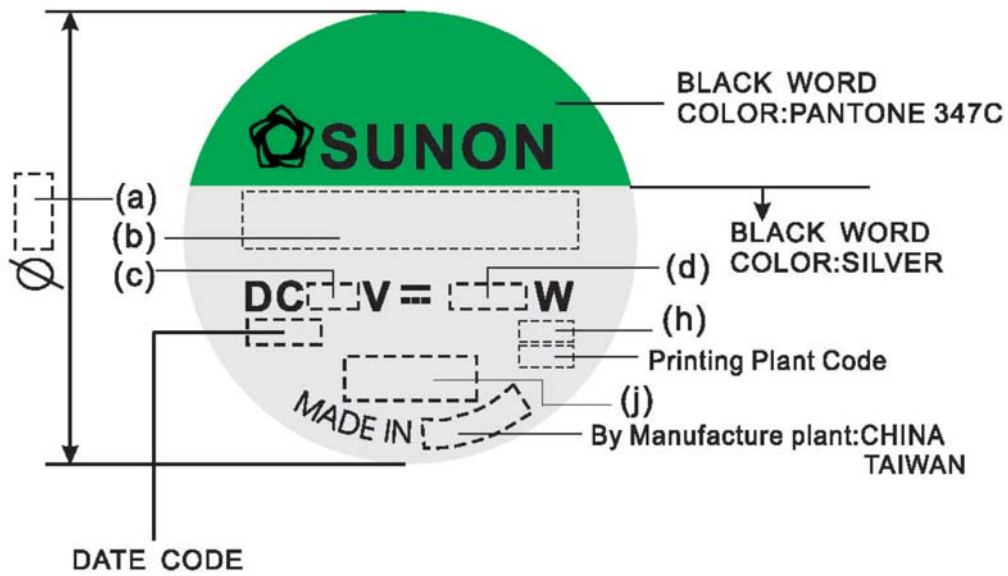 BLACK WORD
COLOR:PANTONE 347C
SUNON
(a)
(b)
BLACK WORD
COLOR:SILVER
Ø
(c)
(d)
DC V W
(h)
Printing Plant Code
(j)
MADE IN
By Manufacture plant:CHINA
TAIWAN
DATE CODE